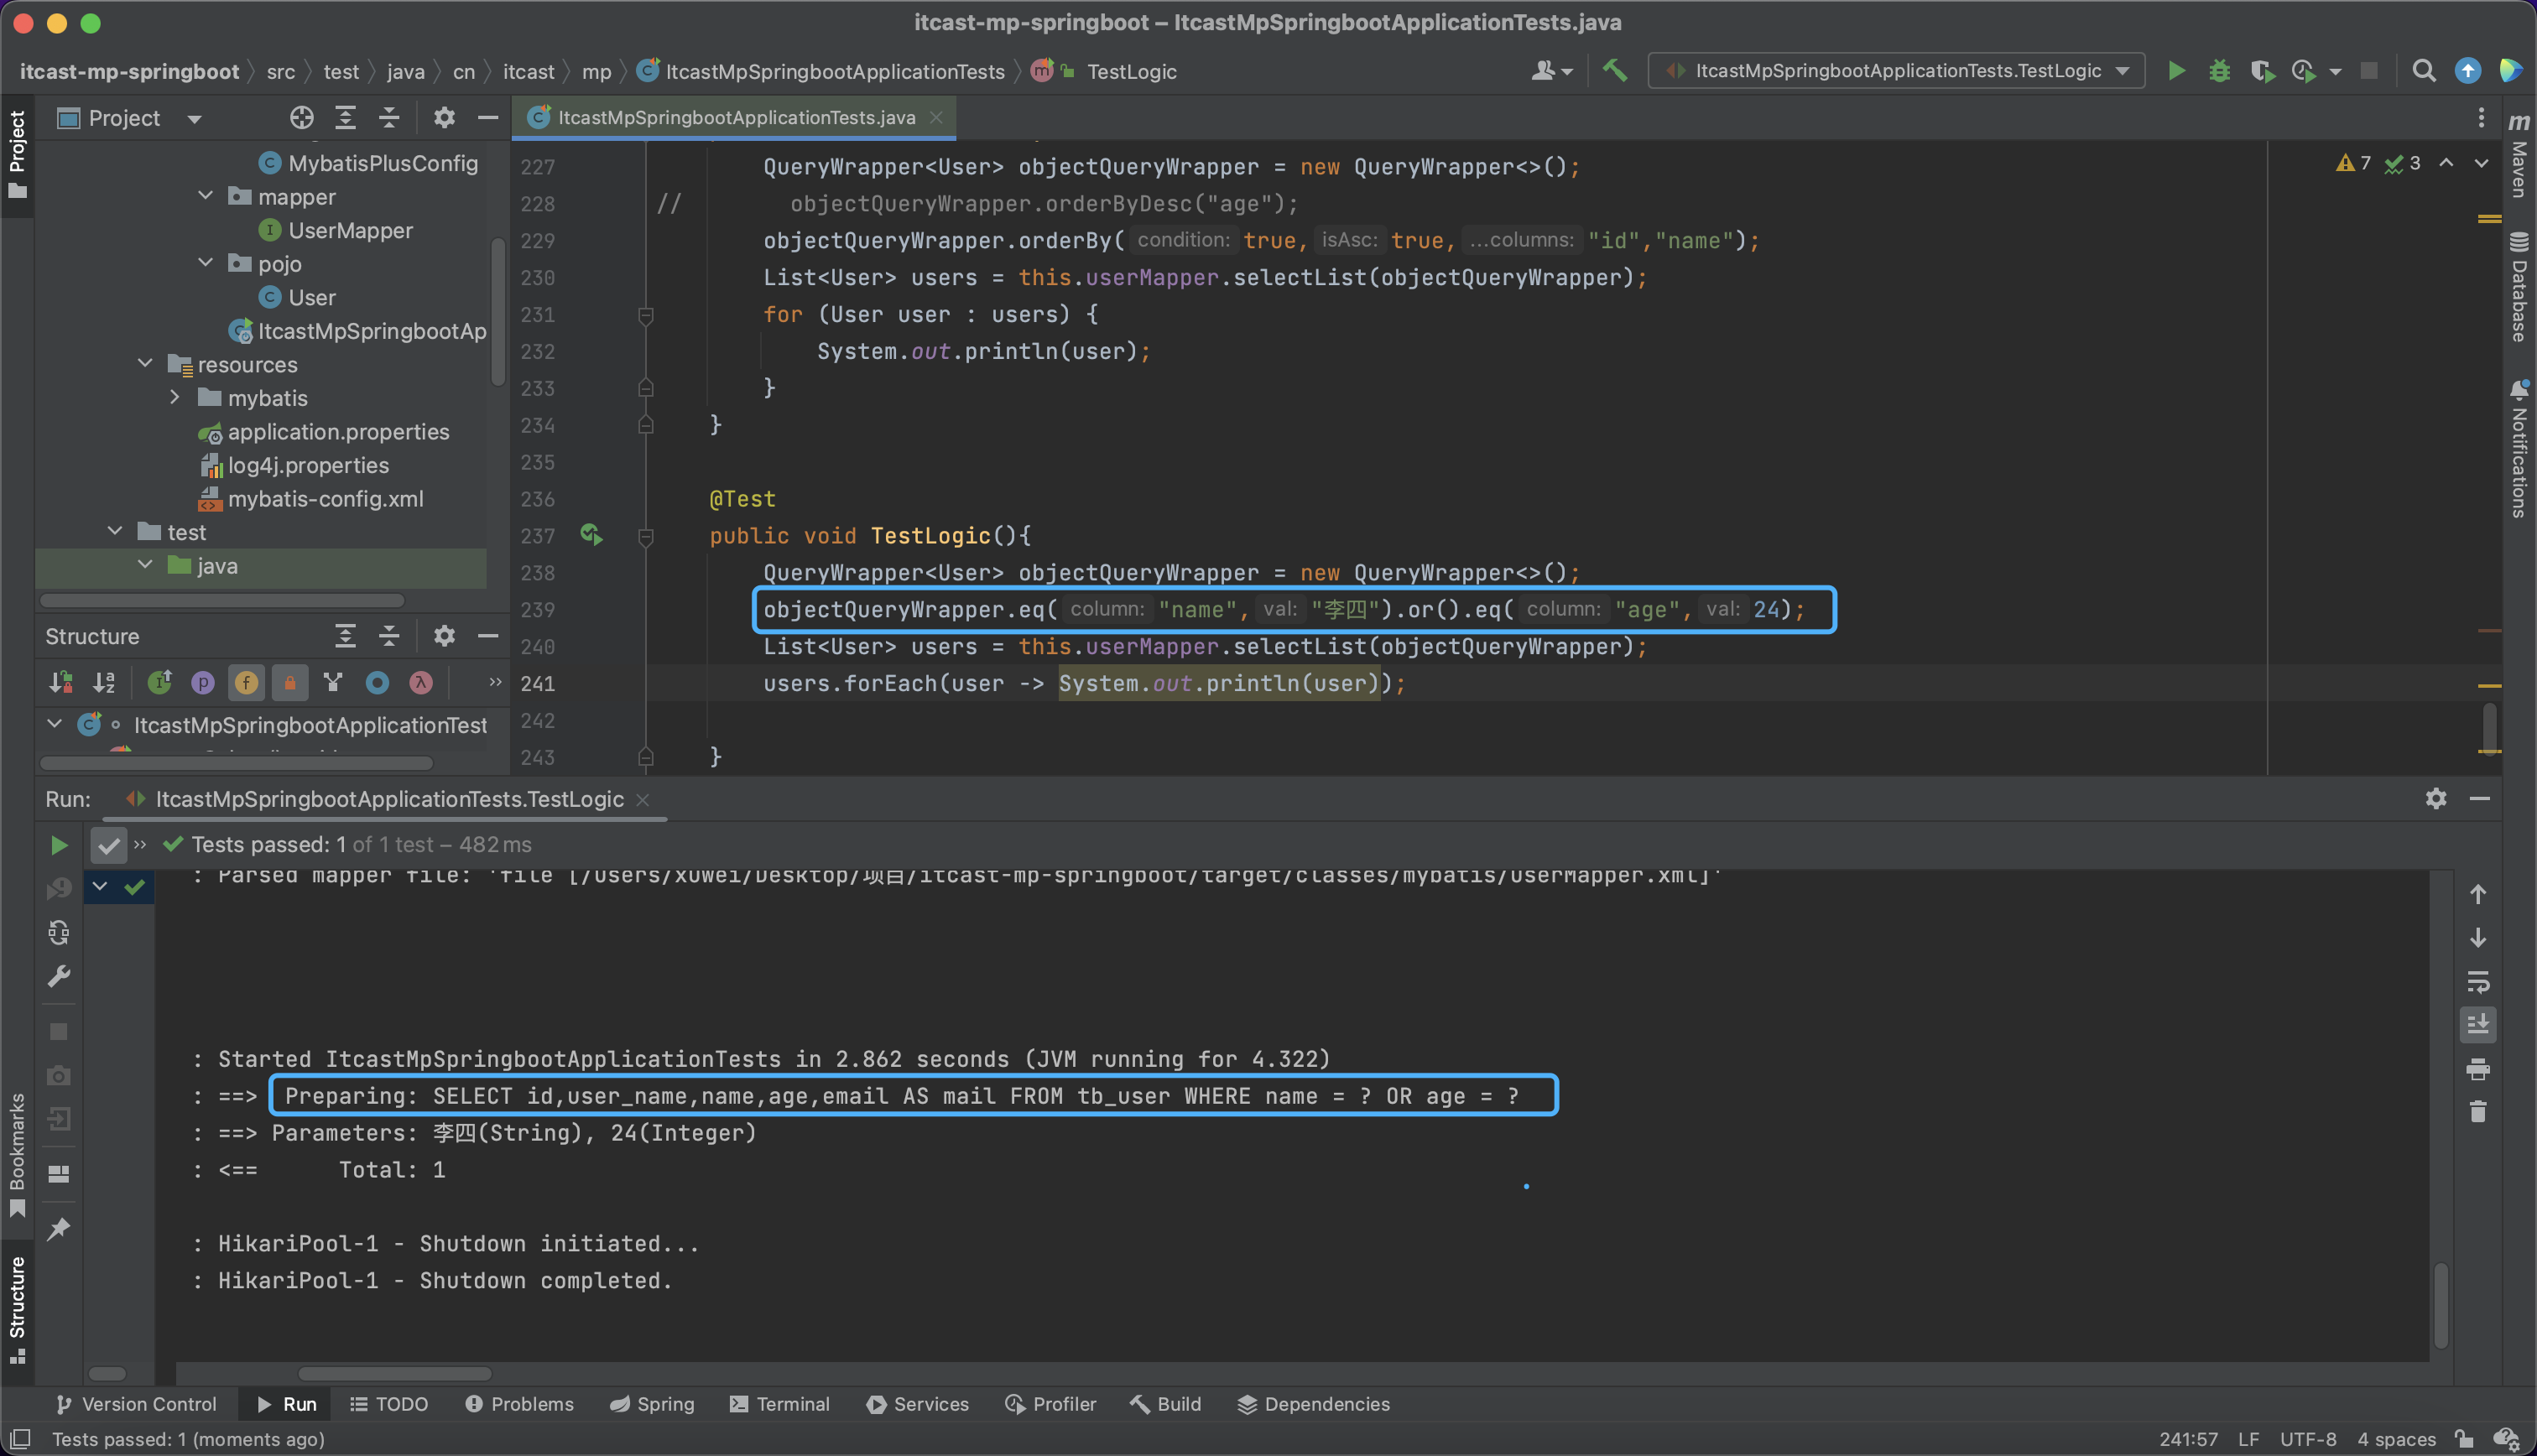 itcast-mp-springboot – ItcastMpSpringbootApplicationTests.java
itcast-mp-springboot src test java cn itcast mp ItcastMpSpringbootApplicationTests TestLogic
ItcastMpSpringbootApplicationTests.TestLogic
Project
Project
ItcastMpSpringbootApplicationTests.java
MybatisPlusConfig
mapper
UserMapper
pojo
User
ItcastMpSpringbootAp
resources
mybatis
application.properties
log4j.properties
mybatis-config.xml
test
java
Structure
ItcastMpSpringbootApplicationTest
7 3
227 QueryWrapper<User> objectQueryWrapper = new QueryWrapper<>();
228 // objectQueryWrapper.orderByDesc("age");
229 objectQueryWrapper.orderBy( condition: true, isAsc: true, ...columns: "id","name");
230 List<User> users = this.userMapper.selectList(objectQueryWrapper);
231 for (User user : users) {
232 System.out.println(user);
233 }
234 }
235
236 @Test
237 public void TestLogic(){
238 QueryWrapper<User> objectQueryWrapper = new QueryWrapper<>();
239 objectQueryWrapper.eq( column: "name", val: "李四").or().eq( column: "age", val: 24);
240 List<User> users = this.userMapper.selectList(objectQueryWrapper);
241 users.forEach(user -> System.out.println(user));
242
243 }
Maven
Database
Notifications
Run: ItcastMpSpringbootApplicationTests.TestLogic
Tests passed: 1 of 1 test – 482 ms
: Parsed mapper file: 'file [/Users/xuwei/Desktop/项目/itcast-mp-springboot/target/classes/mybatis/UserMapper.xml]'
: Started ItcastMpSpringbootApplicationTests in 2.862 seconds (JVM running for 4.322)
: ==> Preparing: SELECT id,user_name,name,age,email AS mail FROM tb_user WHERE name = ? OR age = ?
: ==> Parameters: 李四(String), 24(Integer)
: <== Total: 1
: HikariPool-1 - Shutdown initiated...
: HikariPool-1 - Shutdown completed.
Bookmarks
Structure
Version Control Run TODO Problems Spring Terminal Services Profiler Build Dependencies
Tests passed: 1 (moments ago)
241:57 LF UTF-8 4 spaces